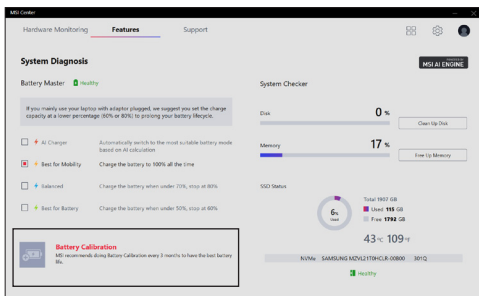 MSI Center
Hardware Monitoring
Features
Support
System Diagnosis
MSI AI ENGINE
Battery Master Healthy
If you mainly use your laptop with adaptor plugged, we suggest you set the charge
capacity at a lower percentage (60% or 80%) to prolong your battery lifecycle.
AI Charger
Automatically switch to the most suitable battery mode
based on AI calculation
Best for Mobility
Charge the battery to 100% all the time
Balanced
Charge the battery when under 70%, stop at 80%
Best for Battery
Charge the battery when under 50%, stop at 60%
Battery Calibration
MSI recommends doing Battery Calibration every 3 months to have the best battery
life.
System Checker
Disk
0 %
Clean Up Disk
Memory
17 %
Free Up Memory
SSD Status
6%
Used
Total 1907 GB
Used 115 GB
Free 1792 GB
43 °C 109 °F
NVMe SAMSUNG MZVL21T0HCLR-00B00 301Q
Healthy